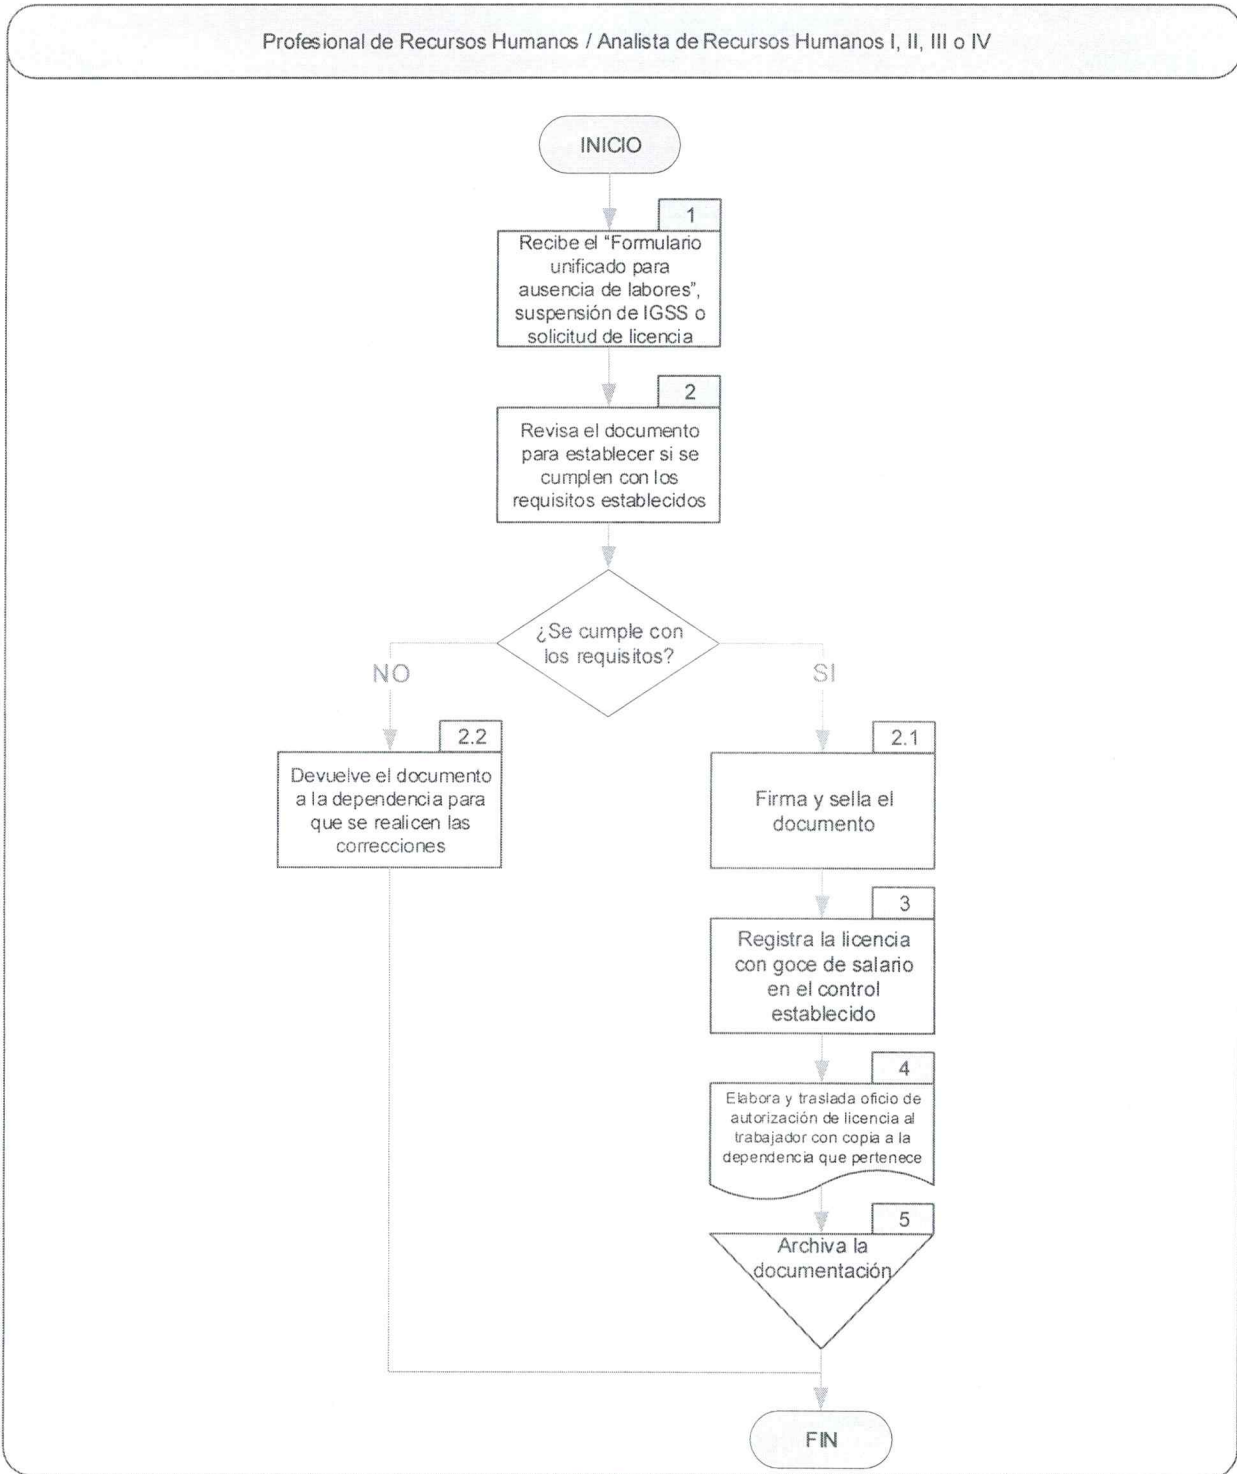 Profesional de Recursos Humanos / Analista de Recursos Humanos I, II, III o IV
INICIO
1
Recibe el "Formulario
unificado para
ausencia de labores",
suspensión de IGSS o
solicitud de licencia
2
Revisa el documento
para establecer si se
cumplen con los
requisitos establecidos
¿Se cumple con
los requisitos?
NO
SI
2.2
Devuelve el documento
a la dependencia para
que se realicen las
correcciones
2.1
Firma y sella el
documento
3
Registra la licencia
con goce de salario
en el control
establecido
4
Elabora y traslada oficio de
autorización de licencia al
trabajador con copia a la
dependencia que pertenece
5
Archiva la
documentación
FIN